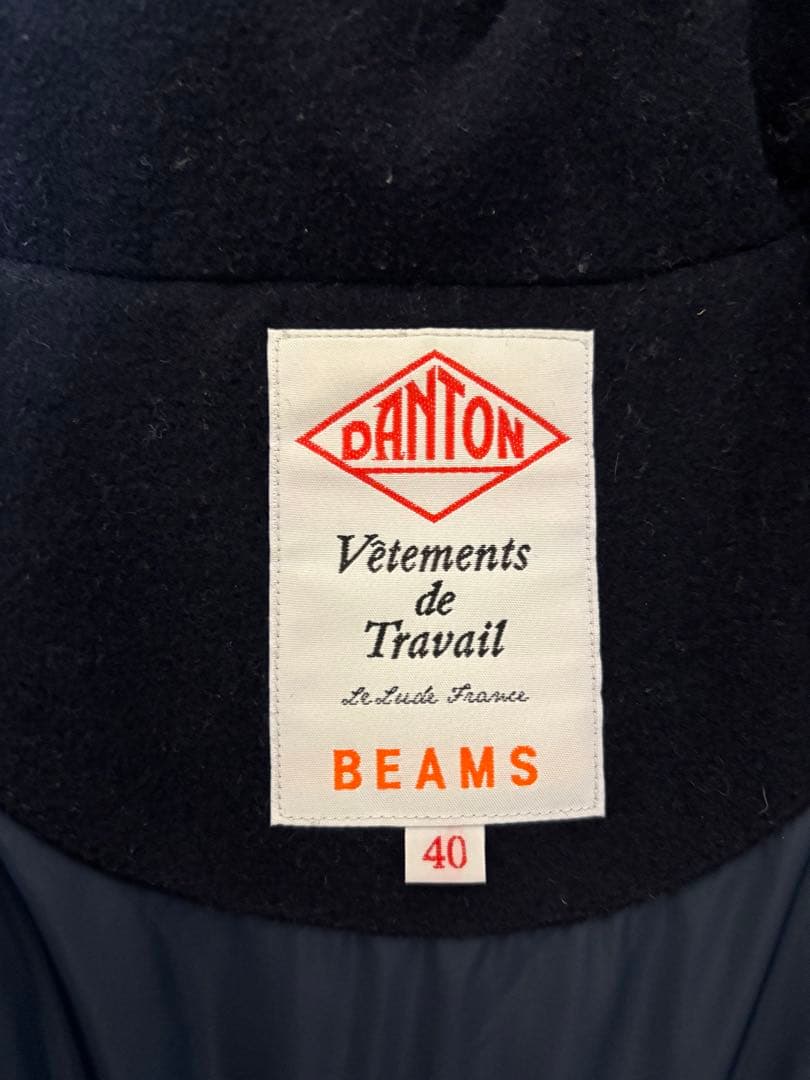 DANTON
Vêtements
de
Travail
Le Lude France
BEAMS
40